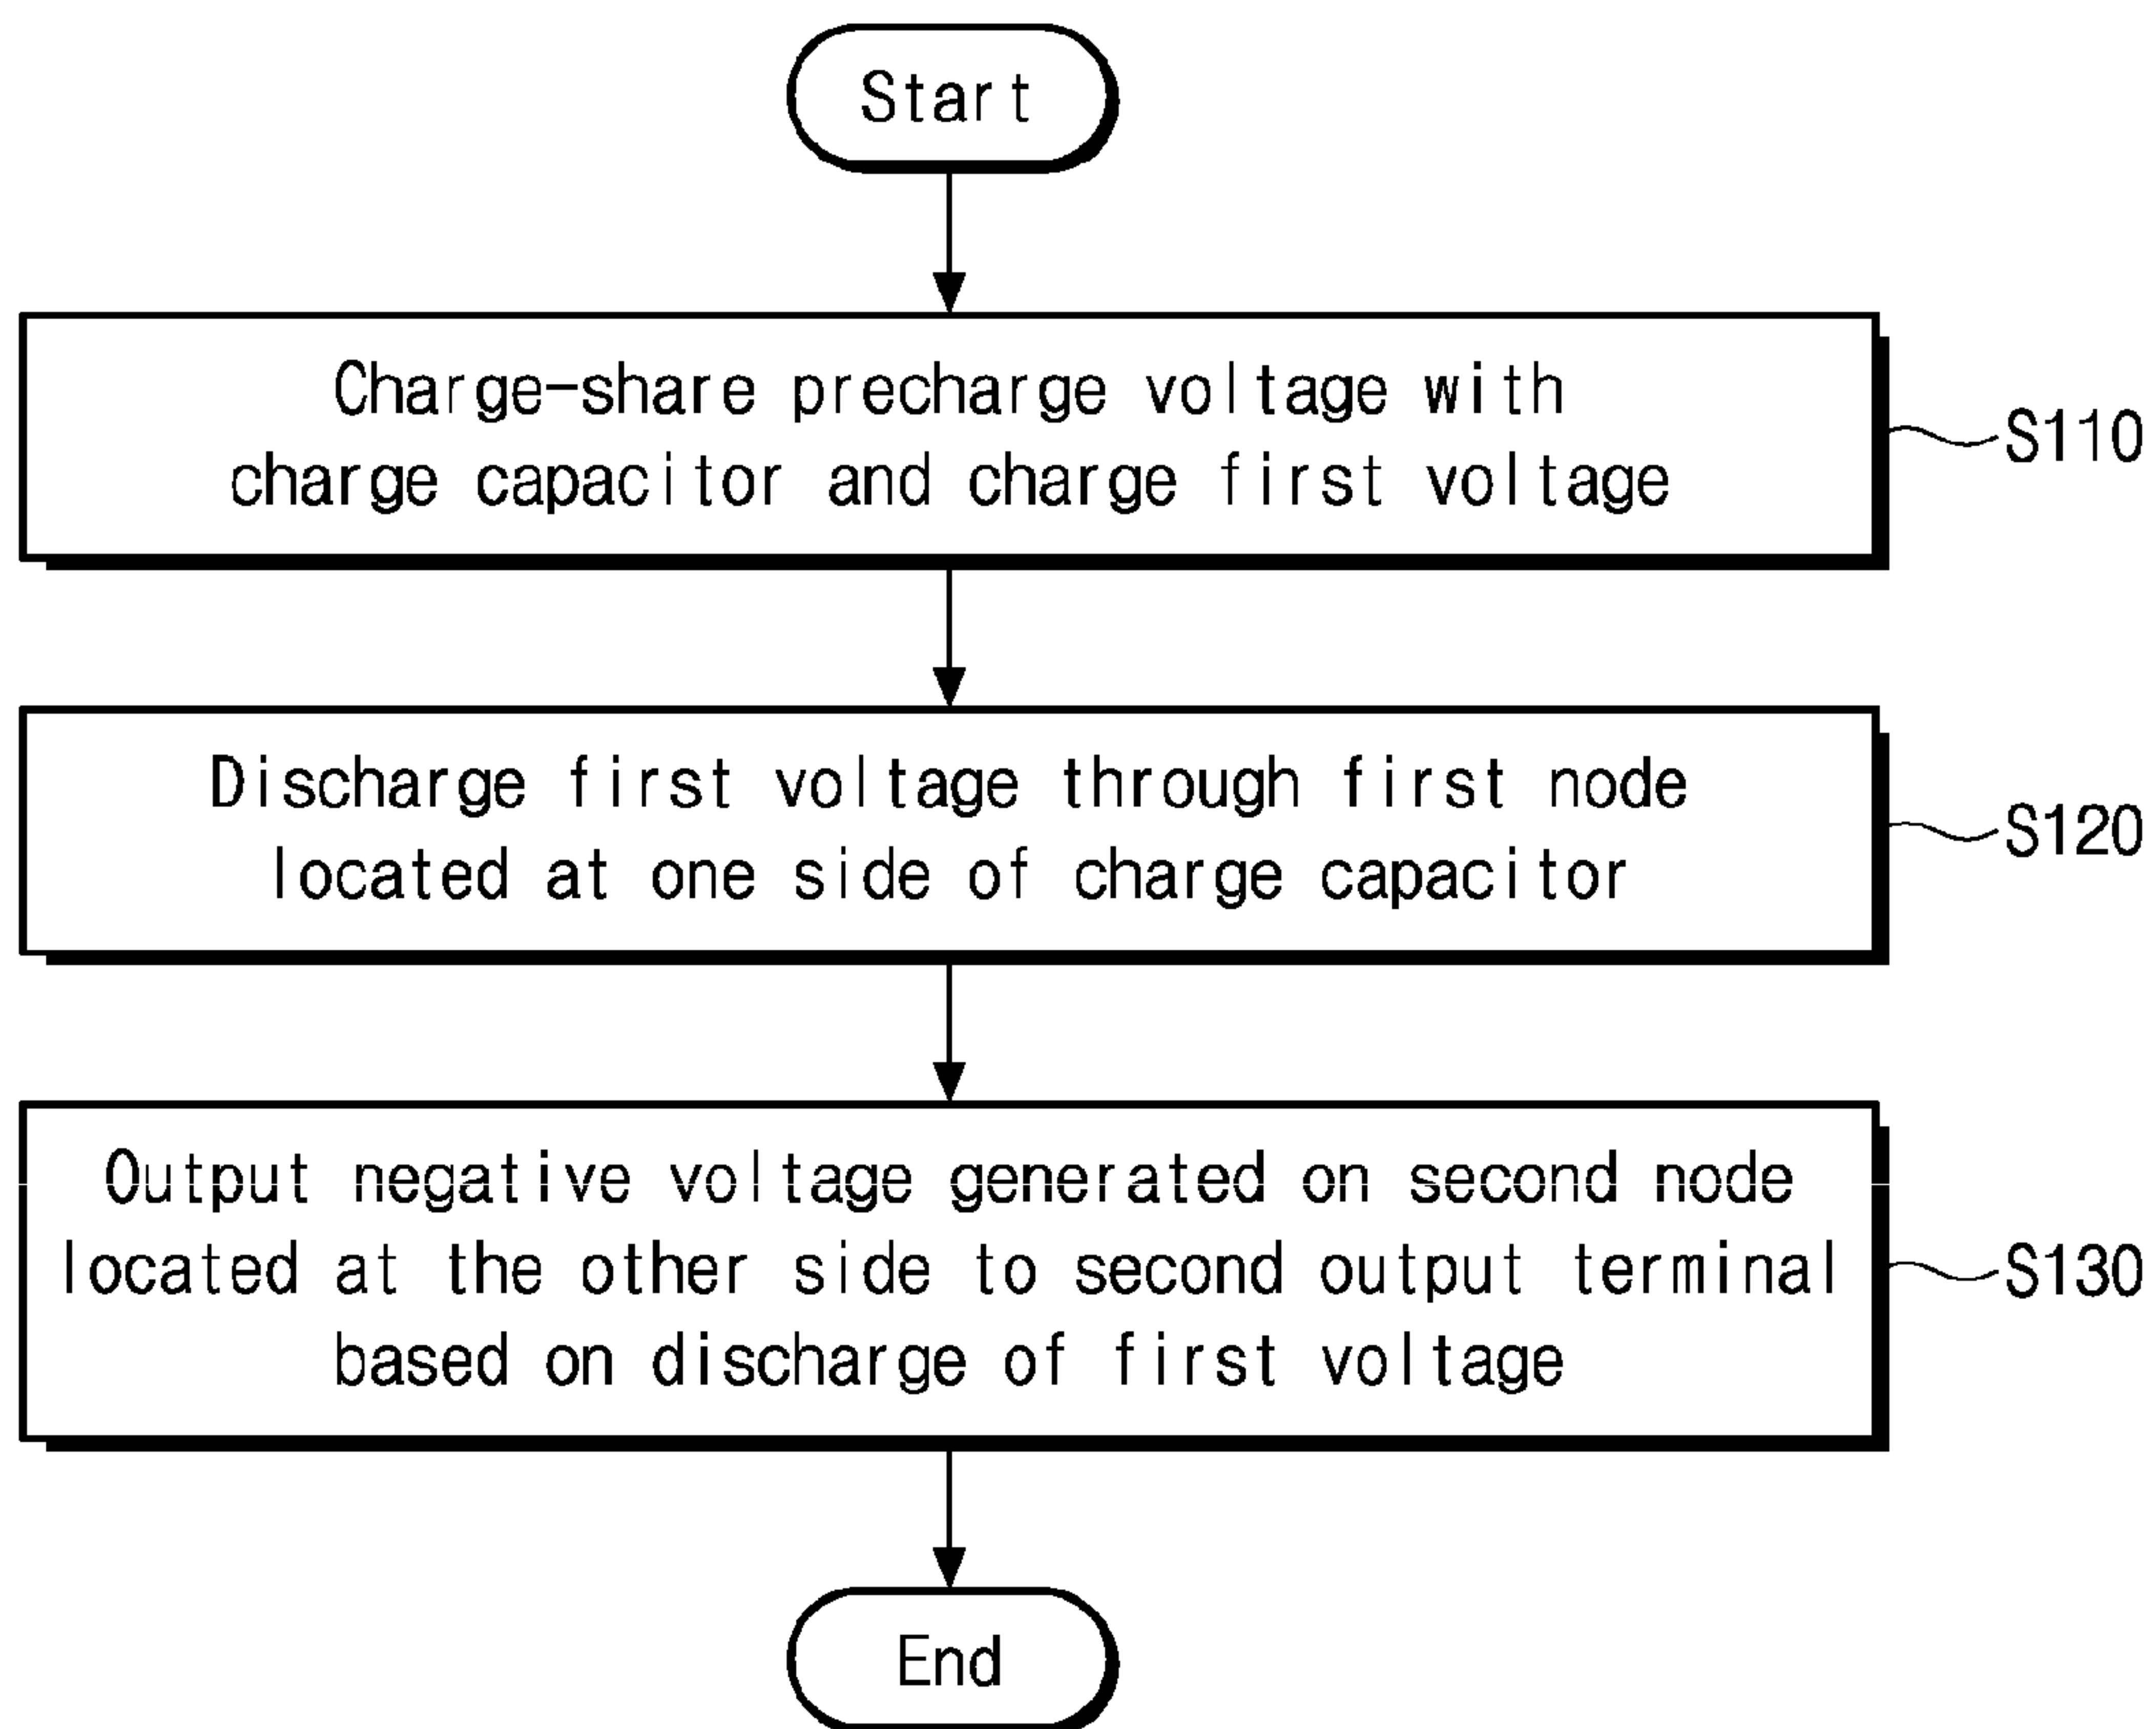 Start
Charge-share precharge voltage with
charge capacitor and charge first voltage
S110
Discharge first voltage through first node
located at one side of charge capacitor
S120
Output negative voltage generated on second node
located at the other side to second output terminal
based on discharge of first voltage
S130
End